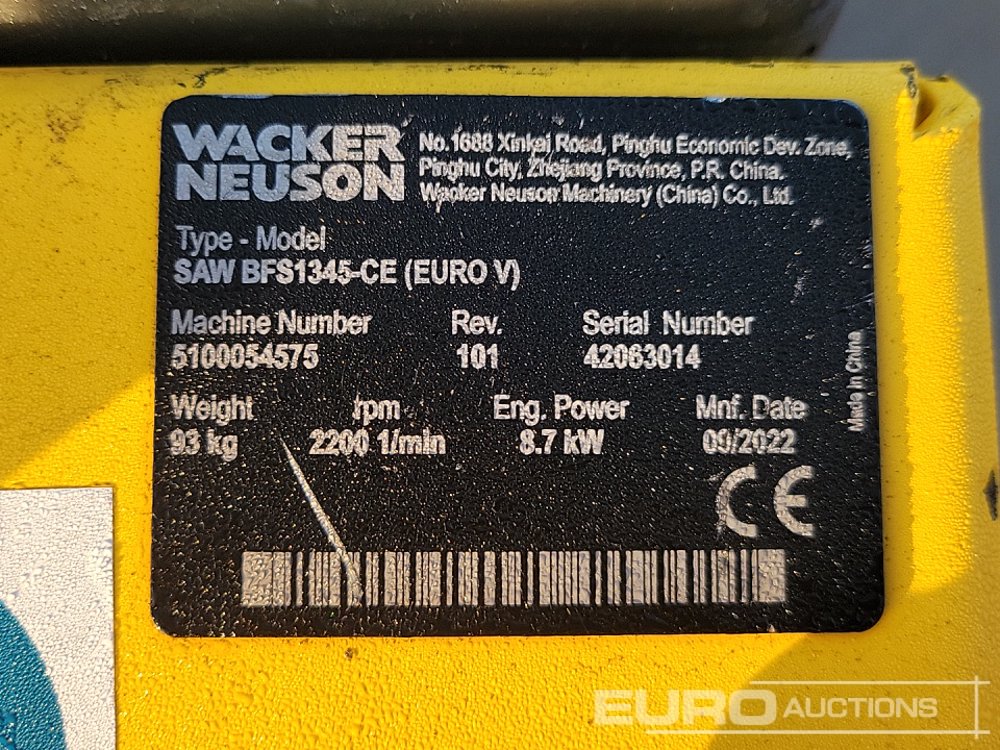 WACKER
NEUSON
No.1688 Xinkai Road, Pinghu Economic Dev. Zone,
Pinghu City, Zhejiang Province, P.R. China.
Wacker Neuson Machinery (China) Co., Ltd.
Type - Model
SAW BFS1345-CE (EURO V)
Machine Number Rev. Serial Number
5100054575 101 42063014
Weight rpm Eng. Power Mnf. Date
93 kg 2200 1/min 8.7 kW 09/2022
Made in China
CE
EURO AUCTIONS